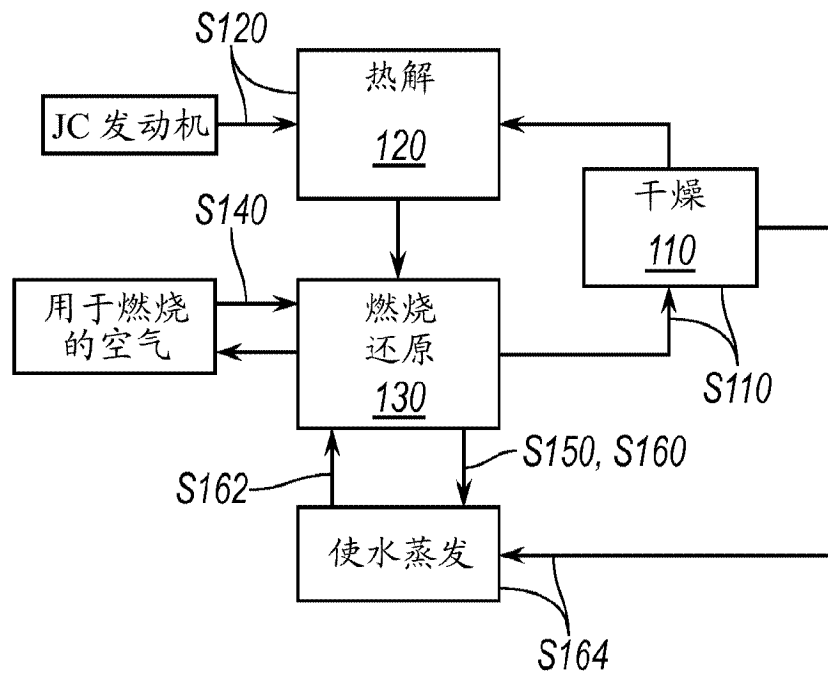 S120
热解
120
JC 发动机
干燥
110
S140
用于燃烧
的空气
燃烧
还原
130
S110
S150, S160
S162
使水蒸发
S164